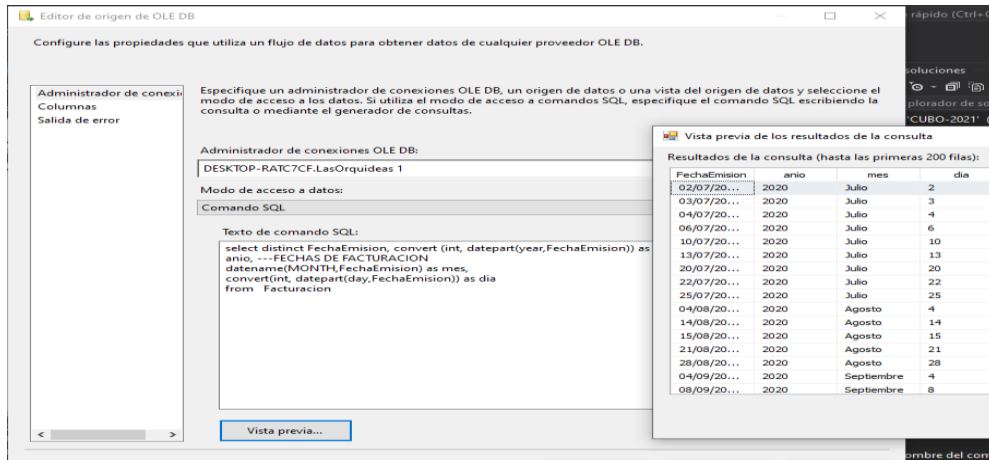 Editor de origen de OLE DB
Configure las propiedades que utiliza un flujo de datos para obtener datos de cualquier proveedor OLE DB.
Administrador de conexi
Columnas
Salida de error
Especifique un administrador de conexiones OLE DB, un origen de datos o una vista del origen de datos y seleccione el
modo de acceso a los datos. Si utiliza el modo de acceso a comandos SQL, especifique el comando SQL escribiendo la
consulta o mediante el generador de consultas.
Administrador de conexiones OLE DB:
DESKTOP-RATC7CF.LasOrquideas 1
Modo de acceso a datos:
Comando SQL
Texto de comando SQL:
select distinct FechaEmision, convert (int, datepart(year,FechaEmision)) as
anio, ---FECHAS DE FACTURACION
datename(MONTH,FechaEmision) as mes,
convert(int, datepart(day,FechaEmision)) as dia
from Facturacion
Vista previa...
Vista previa de los resultados de la consulta
Resultados de la consulta (hasta las primeras 200 filas):
FechaEmision anio mes dia
02/07/20... 2020 Julio 2
03/07/20... 2020 Julio 3
04/07/20... 2020 Julio 4
06/07/20... 2020 Julio 6
10/07/20... 2020 Julio 10
13/07/20... 2020 Julio 13
20/07/20... 2020 Julio 20
22/07/20... 2020 Julio 22
25/07/20... 2020 Julio 25
04/08/20... 2020 Agosto 4
14/08/20... 2020 Agosto 14
15/08/20... 2020 Agosto 15
21/08/20... 2020 Agosto 21
28/08/20... 2020 Agosto 28
04/09/20... 2020 Septiembre 4
08/09/20... 2020 Septiembre 8
rápido (Ctrl+
soluciones
plorador de so
'CUBO-2021' (
ombre del com